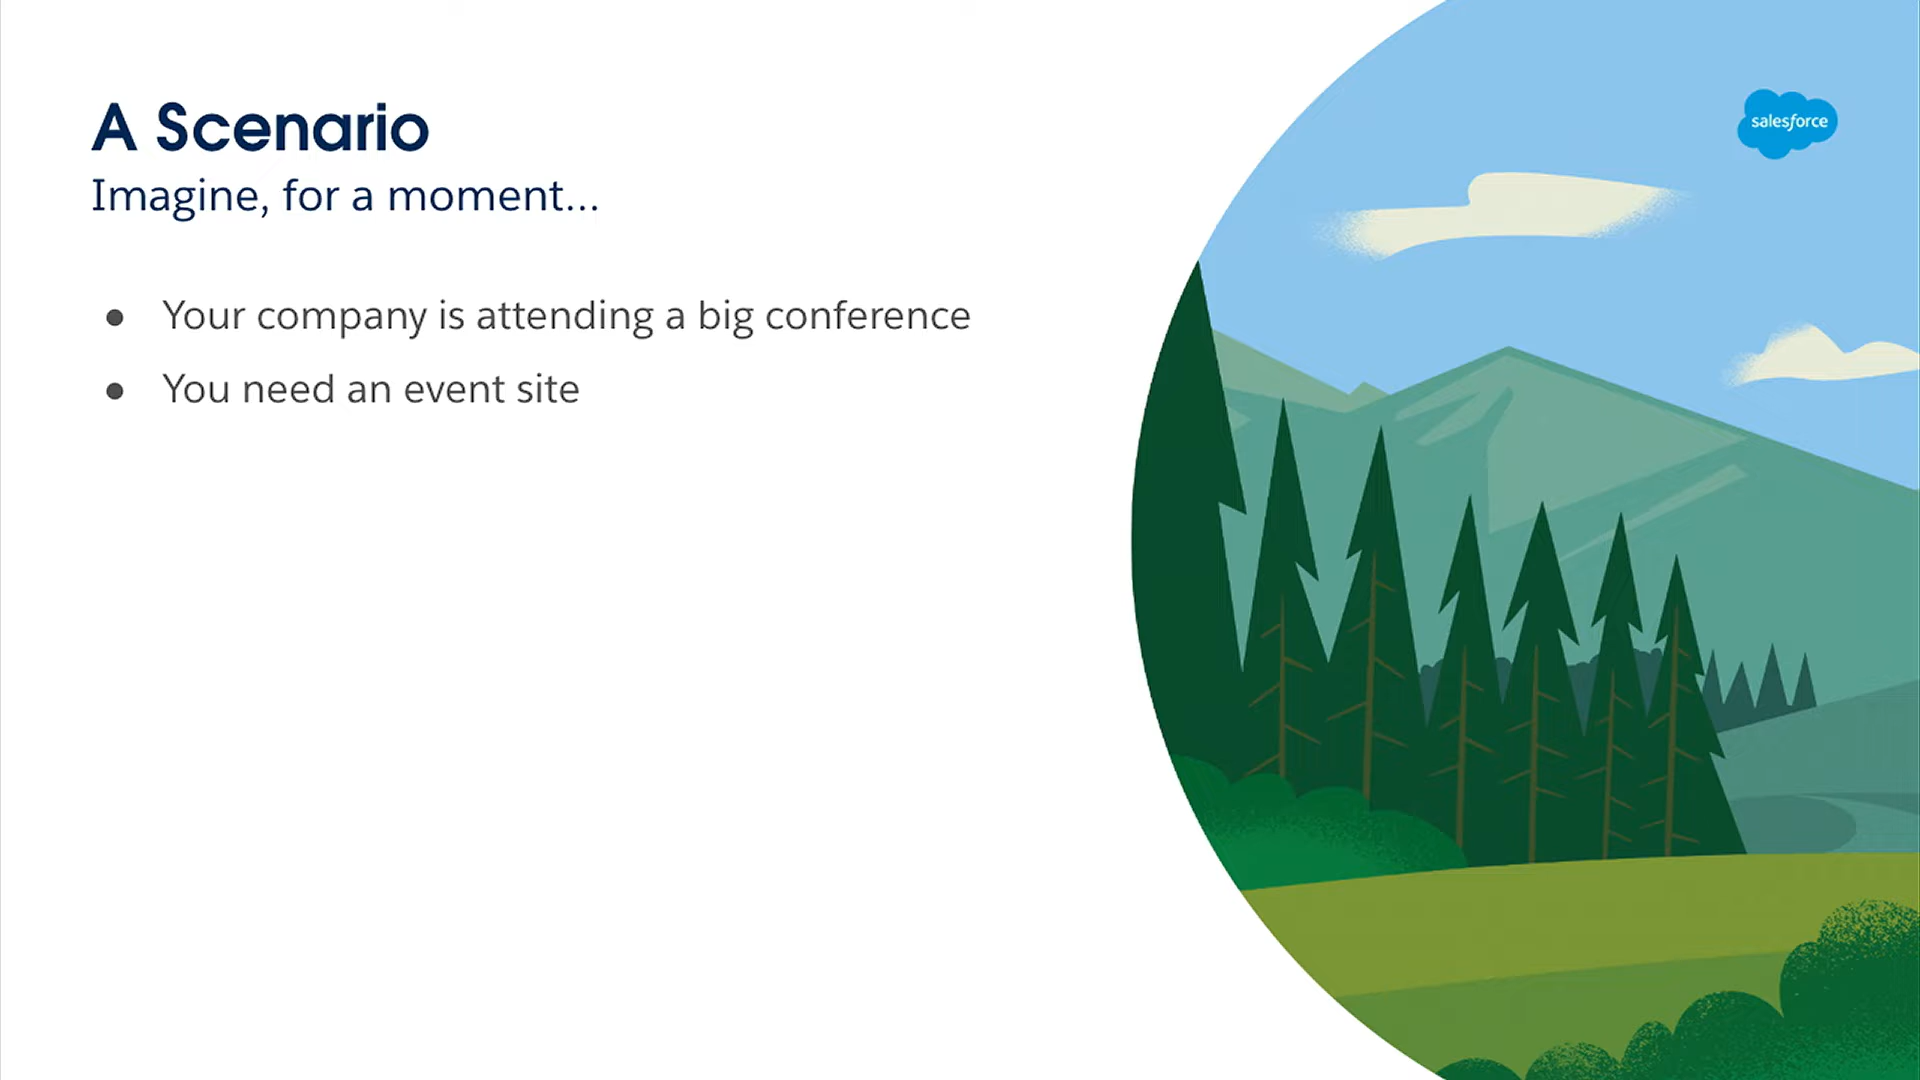 A Scenario
Imagine, for a moment...
● Your company is attending a big conference
● You need an event site
salesforce